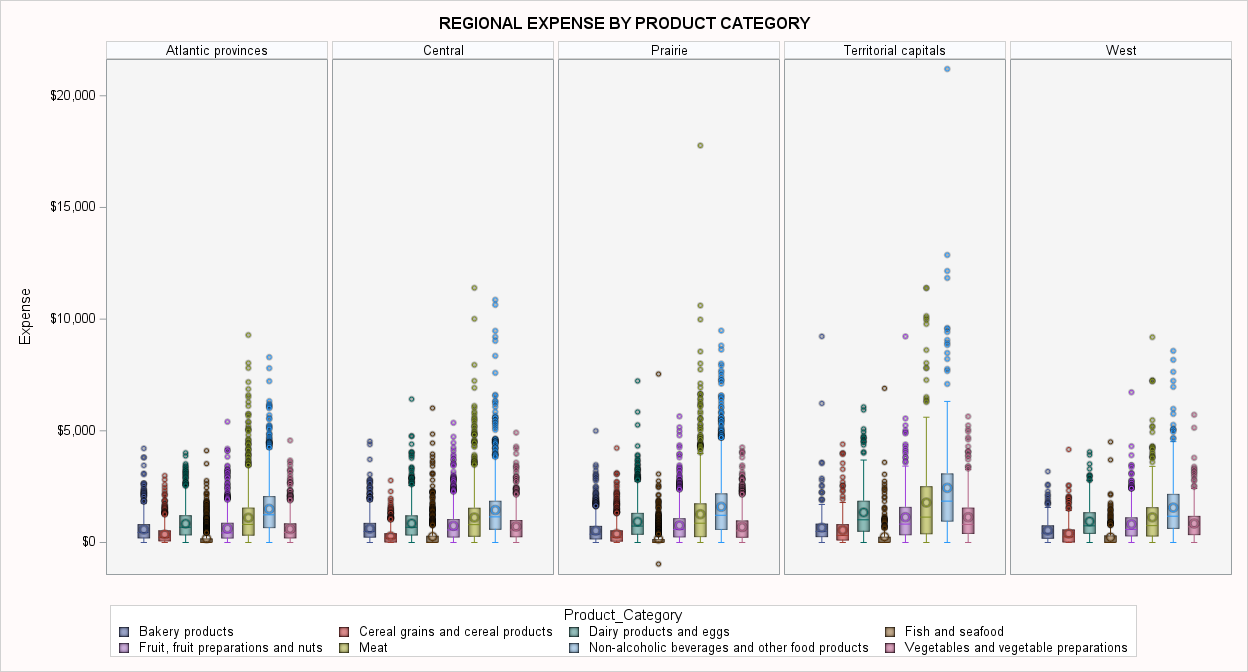 REGIONAL EXPENSE BY PRODUCT CATEGORY
Atlantic provinces Central Prairie Territorial capitals West
$20,000
$15,000
$10,000
$5,000
$0
Expense
Product_Category
Bakery products Cereal grains and cereal products Dairy products and eggs Fish and seafood
Fruit, fruit preparations and nuts Meat Non-alcoholic beverages and other food products Vegetables and vegetable preparations